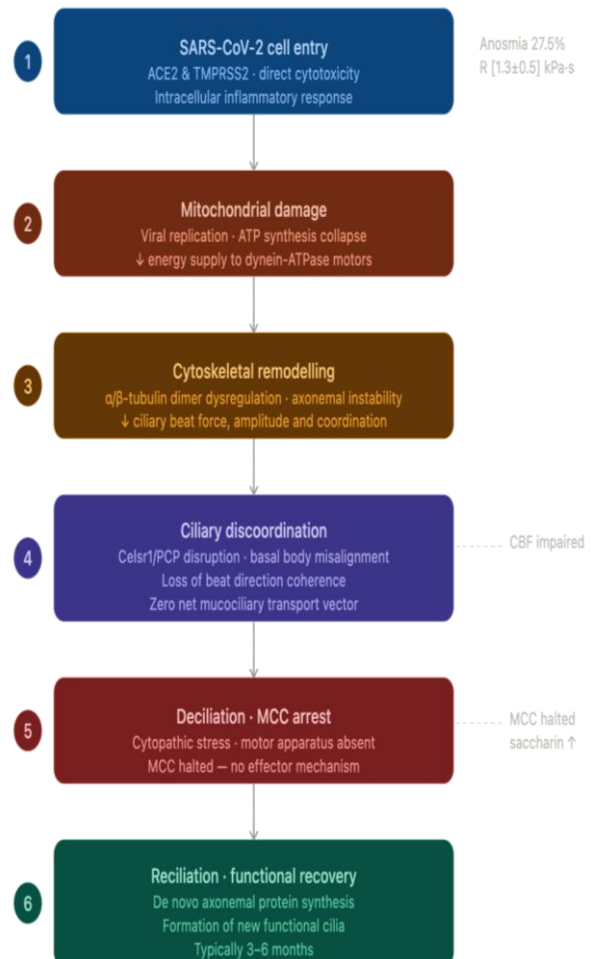 1
SARS-CoV-2 cell entry
ACE2 & TMPRSS2 · direct cytotoxicity
Intracellular inflammatory response
Anosmia 27.5%
R [1.3±0.5] kPa·s
2
Mitochondrial damage
Viral replication · ATP synthesis collapse
↓ energy supply to dynein-ATPase motors
3
Cytoskeletal remodelling
α/β-tubulin dimer dysregulation · axonemal instability
↓ ciliary beat force, amplitude and coordination
4
Ciliary discoordination
Celsr1/PCP disruption · basal body misalignment
Loss of beat direction coherence
Zero net mucociliary transport vector
CBF impaired
5
Deciliation · MCC arrest
Cytopathic stress · motor apparatus absent
MCC halted — no effector mechanism
MCC halted
saccharin ↑
6
Reciliation · functional recovery
De novo axonemal protein synthesis
Formation of new functional cilia
Typically 3–6 months